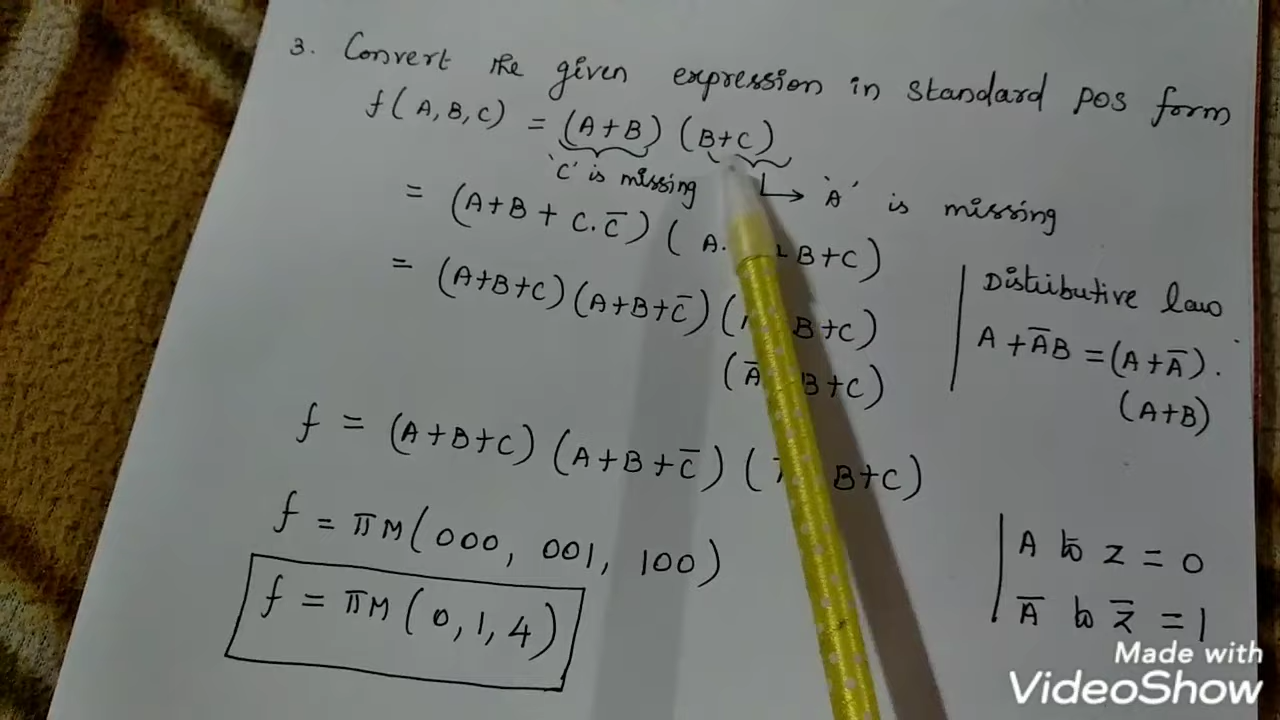 3. Convert the given expression in standard POS form
f(A,B,C) = (A+B) (B+C)
'C' is missing 'A' is missing
= (A+B+C.C̅) (A. B+C)
= (A+B+C) (A+B+C̅) ( B+C)
(A̅ B+C)
Distributive law
A+A̅B = (A+A̅).
(A+B)
f = (A+B+C) (A+B+C̅) ( B+C)
f = πM(000, 001, 100)
f = πM(0,1,4)
A to Z = 0
A̅ to Z̅ = 1
Made with
VideoShow